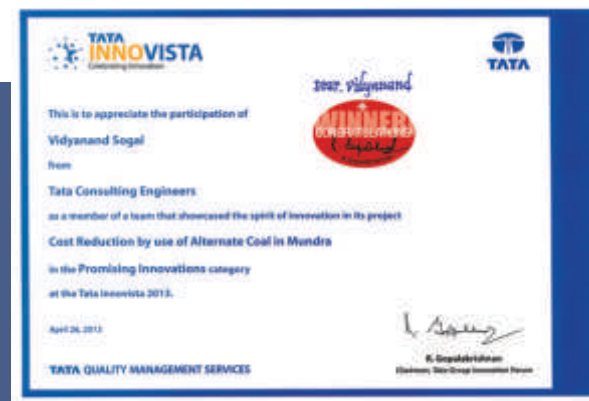 TATA
INNOVISTA
Celebrating Innovation
TATA
Dear Vidyanand
WINNER
This is to appreciate the participation of
Vidyanand Sogal
from
Tata Consulting Engineers
as a member of a team that showcased the spirit of innovation in its project
Cost Reduction by use of Alternate Coal in Mundra
in the Promising Innovations category
at the Tata Innovista 2013.
April 26, 2013
R. Gopalakrishnan
Chairman, Tata Group Innovation Forum
TATA QUALITY MANAGEMENT SERVICES